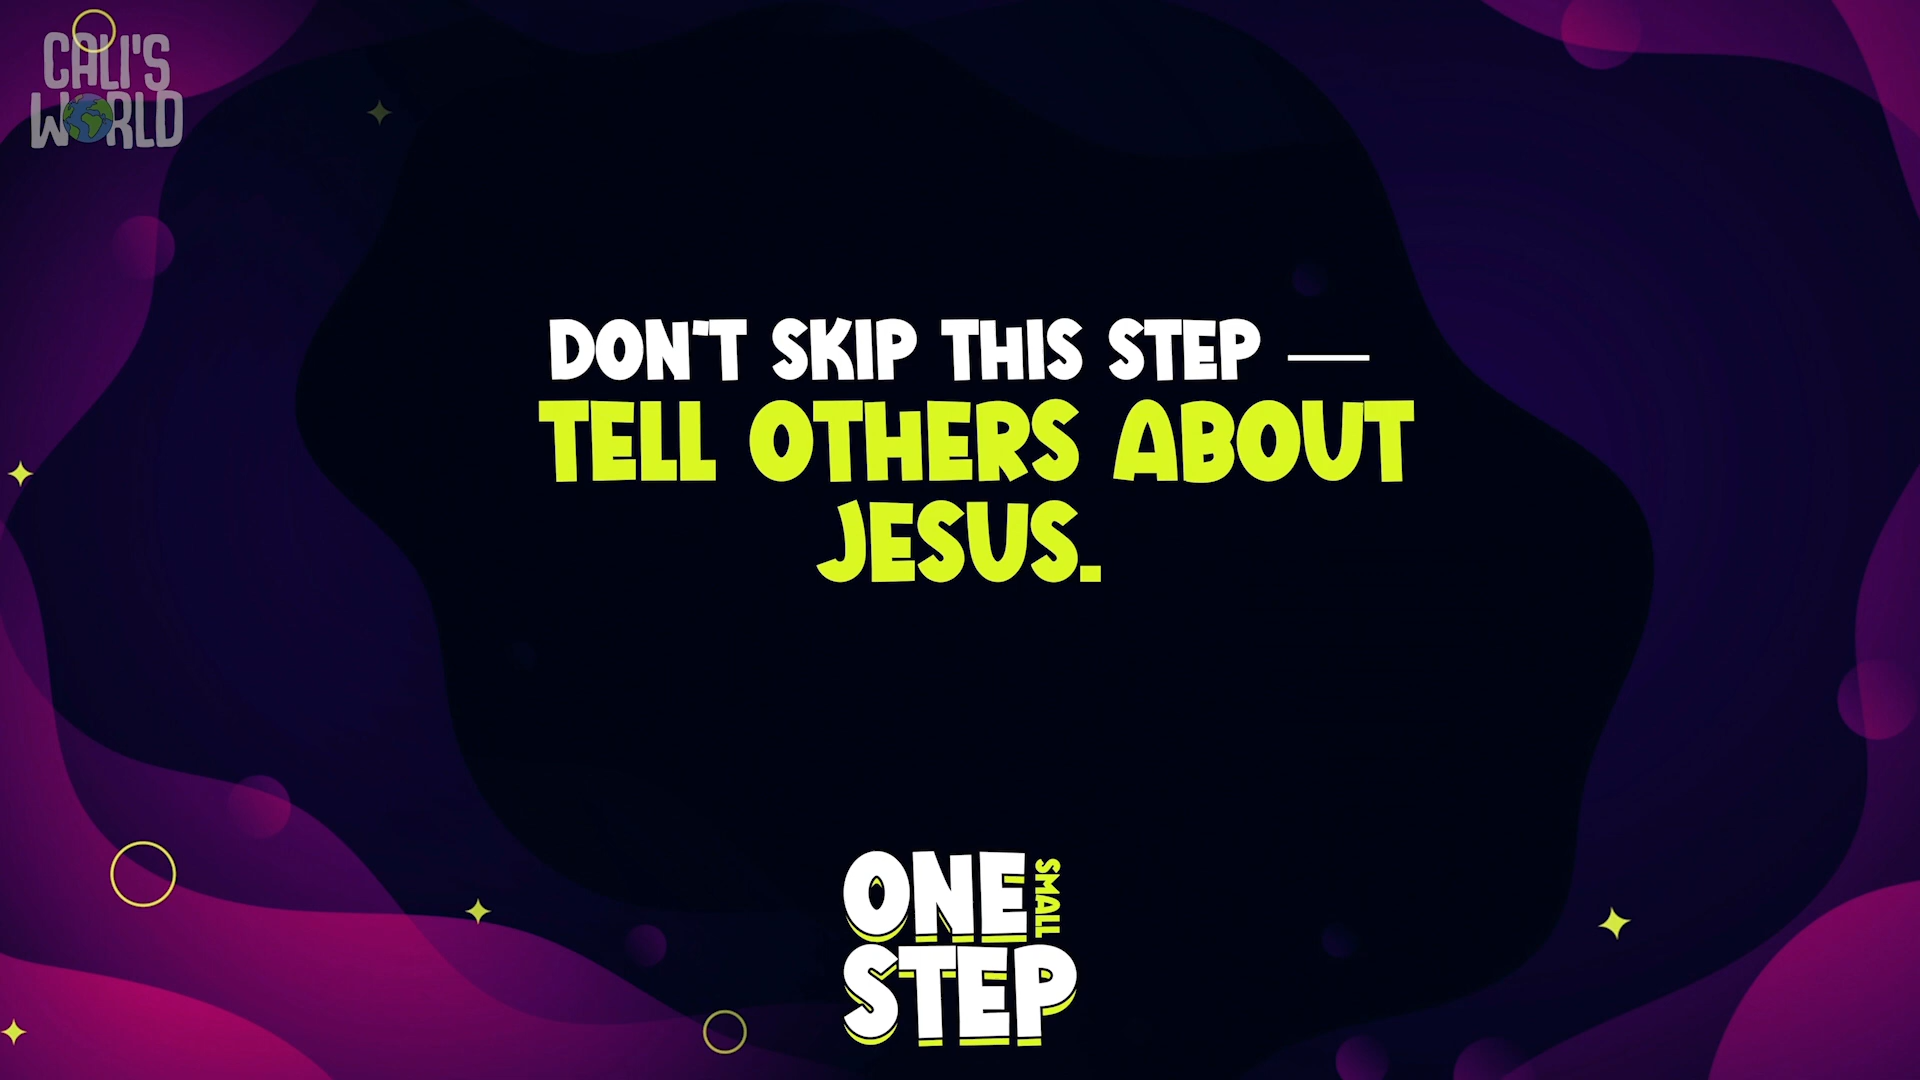 CALI'S
WORLD
DON'T SKIP THIS STEP —
TELL OTHERS ABOUT
JESUS.
ONE SMALL
STEP